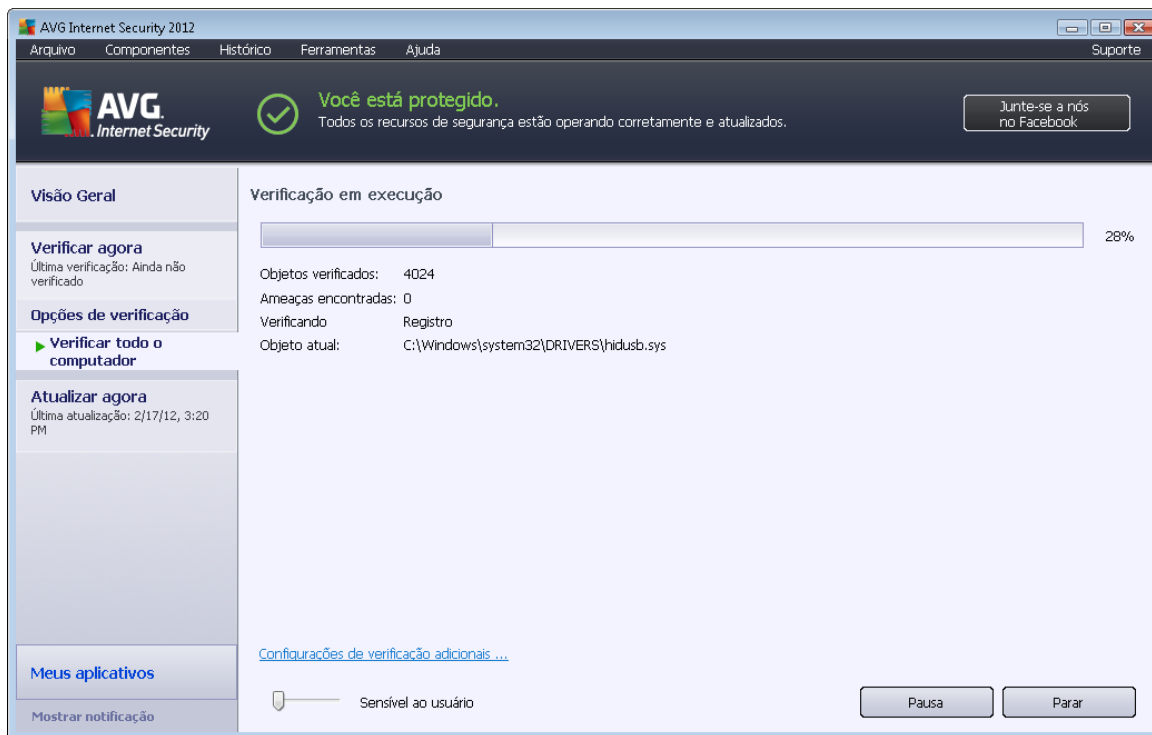 AVG Internet Security 2012
Arquivo Componentes Histórico Ferramentas Ajuda Suporte
AVG.
Internet Security
Você está protegido.
Todos os recursos de segurança estão operando corretamente e atualizados.
Junte-se a nós
no Facebook
Visão Geral
Verificar agora
Última verificação: Ainda não
verificado
Opções de verificação
Verificar todo o
computador
Atualizar agora
Última atualização: 2/17/12, 3:20
PM
Meus aplicativos
Mostrar notificação
Verificação em execução
28%
Objetos verificados: 4024
Ameaças encontradas: 0
Verificando Registro
Objeto atual: C:\Windows\system32\DRIVERS\hidusb.sys
Configurações de verificação adicionais ...
Sensível ao usuário
Pausa
Parar